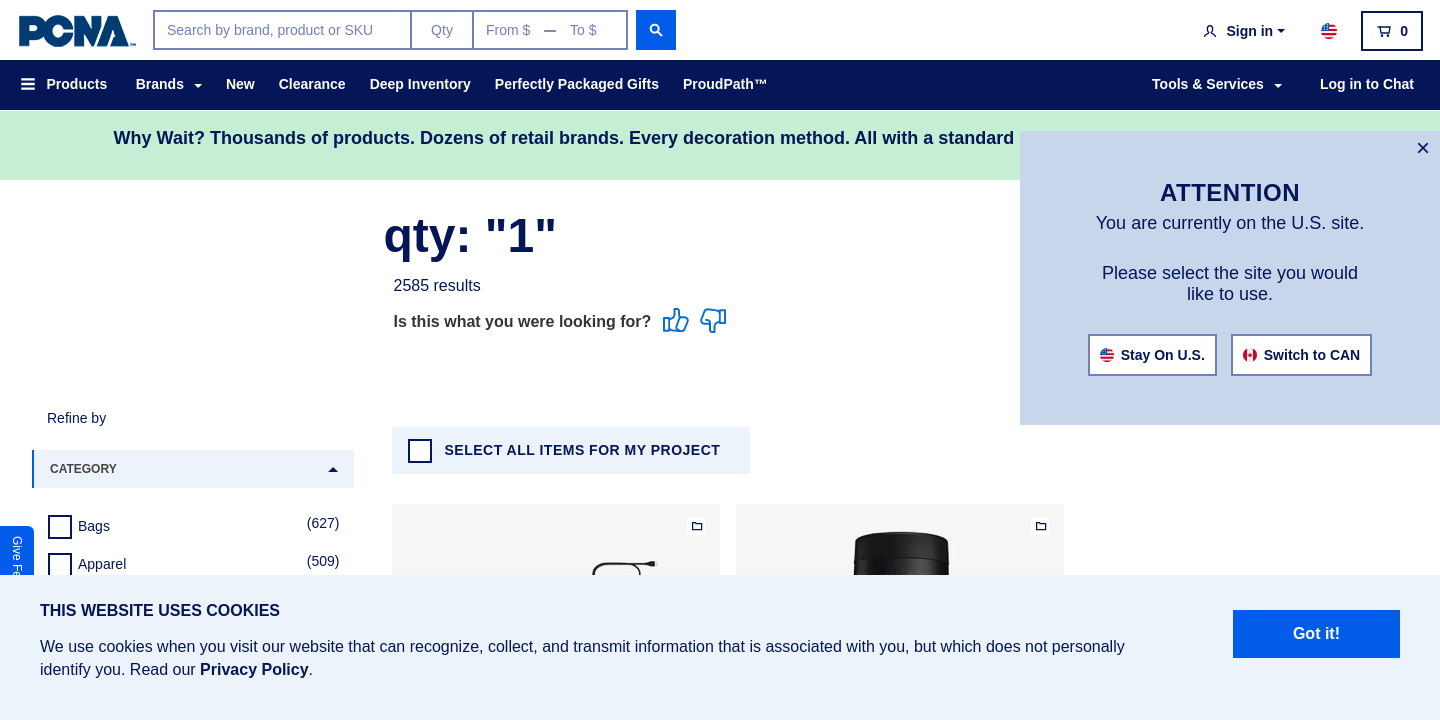 PCNA™
Search by brand, product or SKU
Qty
From $ — To $
Sign in
0
Products
Brands
New
Clearance
Deep Inventory
Perfectly Packaged Gifts
ProudPath™
Tools & Services
Log in to Chat
Why Wait? Thousands of products. Dozens of retail brands. Every decoration method. All with a standard
×
ATTENTION
You are currently on the U.S. site.
Please select the site you would
like to use.
Stay On U.S.
Switch to CAN
qty: "1"
2585 results
Is this what you were looking for?
Refine by
CATEGORY
Bags (627)
Apparel (509)
SELECT ALL ITEMS FOR MY PROJECT
Give Fe
THIS WEBSITE USES COOKIES
We use cookies when you visit our website that can recognize, collect, and transmit information that is associated with you, but which does not personally
identify you. Read our Privacy Policy.
Got it!